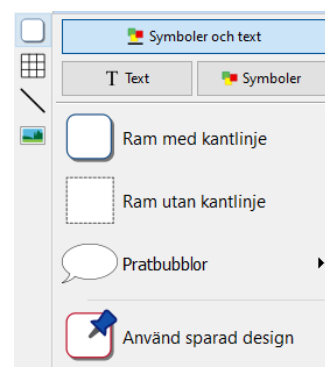 Symboler och text
T Text
Symboler
Ram med kantlinje
Ram utan kantlinje
Pratbubblor
Använd sparad design